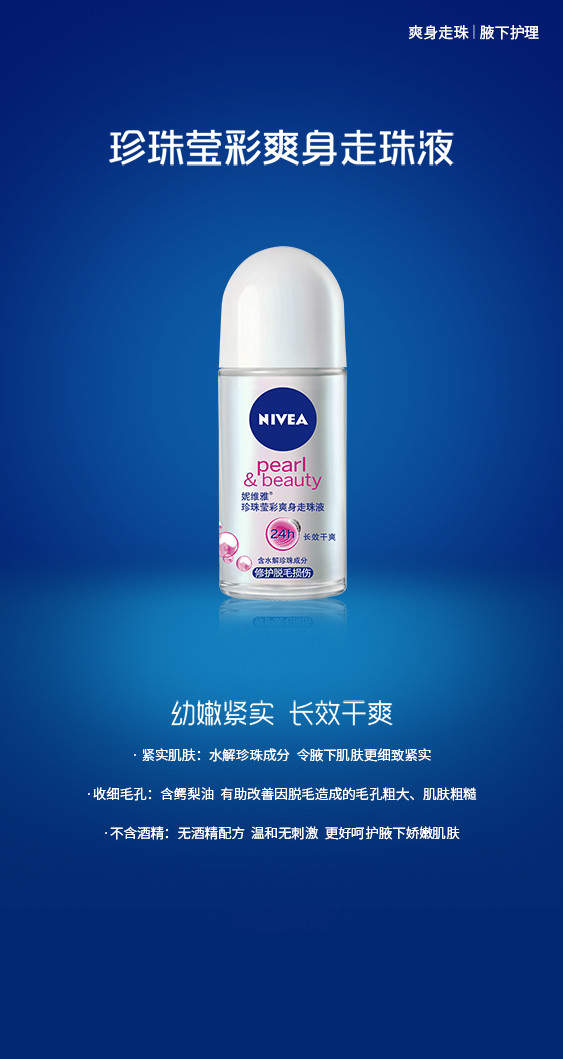 爽身走珠|腋下护理
珍珠莹彩爽身走珠液
NIVEA
pearl
& beauty
妮维雅®
珍珠莹彩爽身走珠液
24h 长效干爽
含水解珍珠成分
修护脱毛损伤
幼嫩紧实 长效干爽
· 紧实肌肤：水解珍珠成分 令腋下肌肤更细致紧实
· 收细毛孔：含鳄梨油 有助改善因脱毛造成的毛孔粗大、肌肤粗糙
· 不含酒精：无酒精配方 温和无刺激 更好呵护腋下娇嫩肌肤